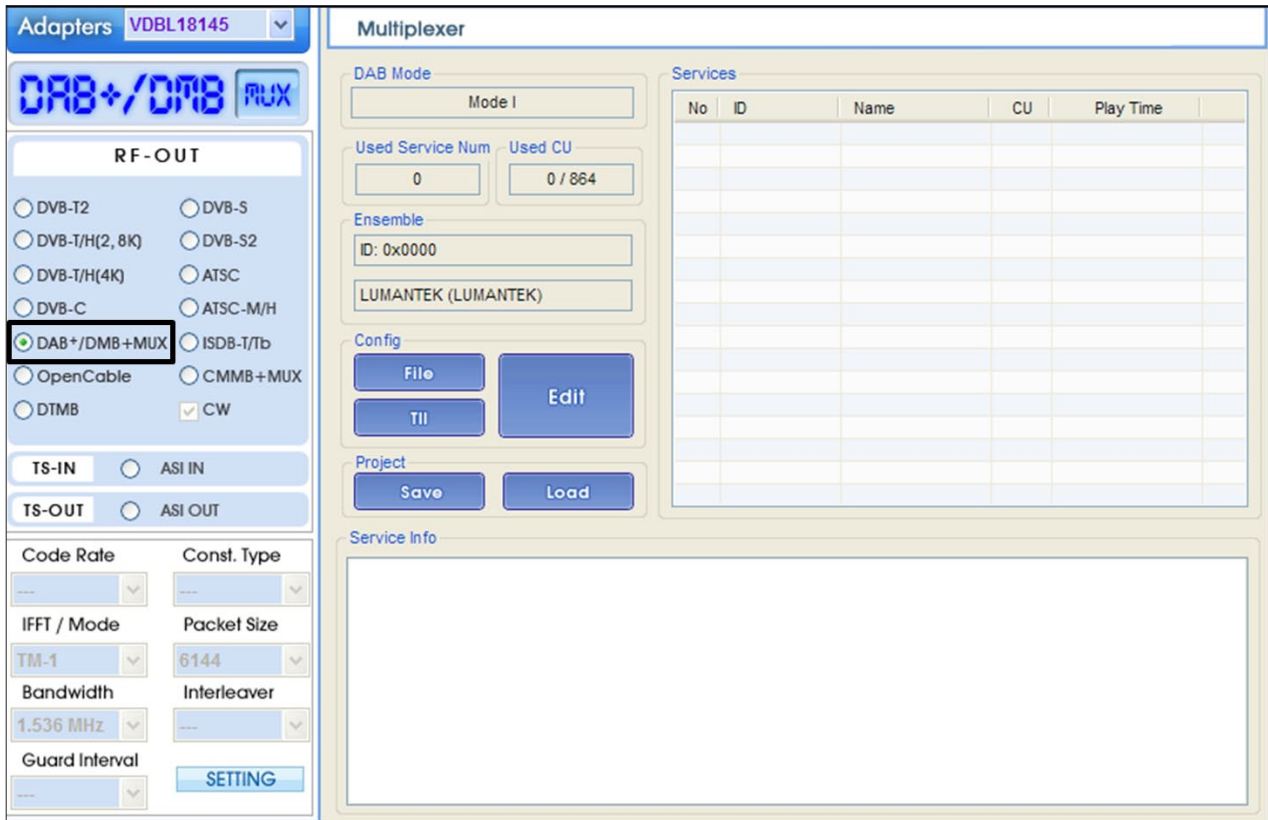 Adapters VDBL18145
DAB+/DMB MUX
RF-OUT
DVB-T2 DVB-S
DVB-T/H(2, 8K) DVB-S2
DVB-T/H(4K) ATSC
DVB-C ATSC-M/H
DAB+/DMB+MUX ISDB-T/Tb
OpenCable CMMB+MUX
DTMB CW
TS-IN ASI IN
TS-OUT ASI OUT
Code Rate Const. Type
--- ---
IFFT / Mode Packet Size
TM-1 6144
Bandwidth Interleaver
1.536 MHz ---
Guard Interval
--- SETTING
Multiplexer
DAB Mode
Mode I
Used Service Num Used CU
0 0 / 864
Ensemble
ID: 0x0000
LUMANTEK (LUMANTEK)
Config
File
TII
Edit
Project
Save Load
Services
No ID Name CU Play Time
Service Info